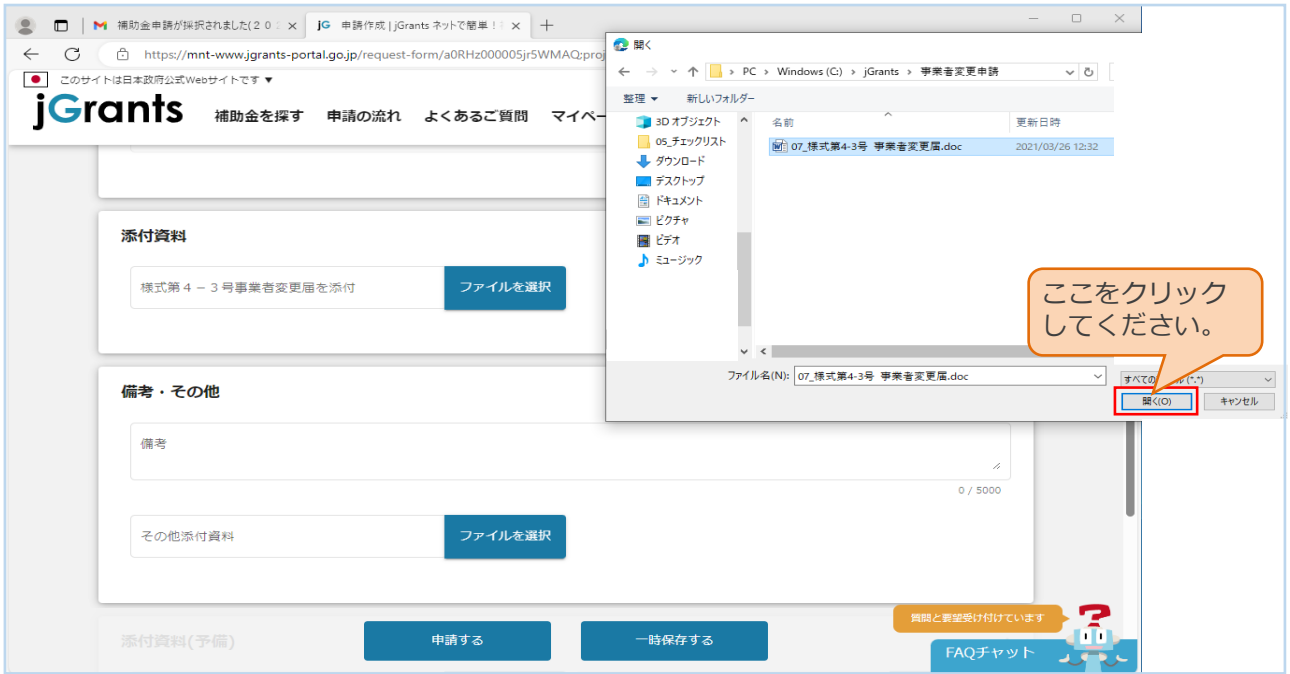 補助金申請が採択されました(２０
jG 申請作成 | jGrants ネットで簡単！
https://mnt-www.jgrants-portal.go.jp/request-form/a0RHz000005jr5WMAQ;proj
このサイトは日本政府公式Webサイトです ▼
jGrants
補助金を探す 申請の流れ よくあるご質問 マイペー
添付資料
様式第４－３号事業者変更届を添付
ファイルを選択
備考・その他
備考
0 / 5000
その他添付資料
ファイルを選択
添付資料(予備)
申請する
一時保存する
質問と要望受け付けています
FAQチャット
開く
PC › Windows (C:) › jGrants › 事業者変更申請
整理 ▼ 新しいフォルダー
3D オブジェクト
05_チェックリスト
ダウンロード
デスクトップ
ドキュメント
ピクチャ
ビデオ
ミュージック
名前 更新日時
07_様式第4-3号 事業者変更届.doc 2021/03/26 12:32
ここをクリック
してください。
ファイル名(N): 07_様式第4-3号 事業者変更届.doc
すべての ル (*.*)
開く(O)
キャンセル